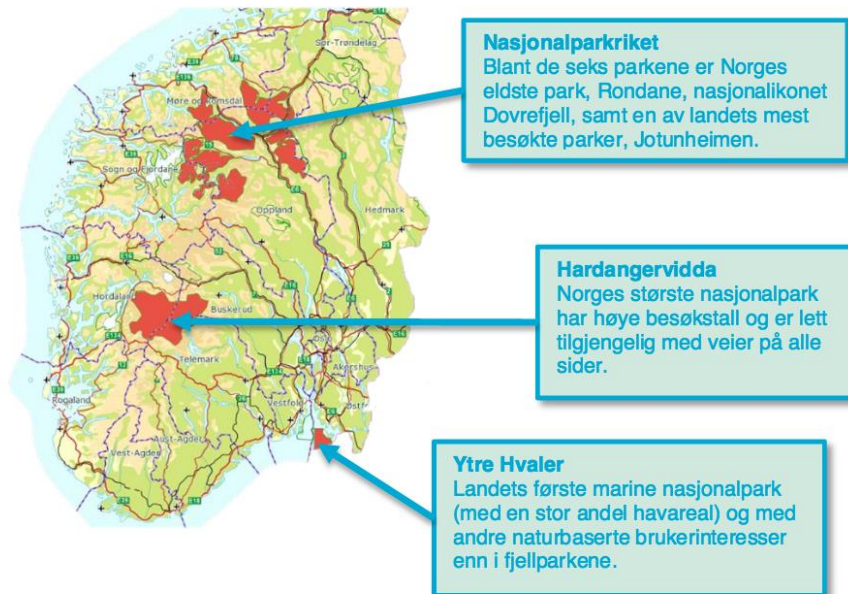 Sør-Trøndelag
Møre og Romsdal
Sogn og Fjordane
Oppland
Hedmark
Hordaland
Buskerud
Oslo
Akershus
Telemark
Rogaland
Vestfold
Østf
Aust-Agder
Vest-Agder
Nasjonalparkriket
Blant de seks parkene er Norges
eldste park, Rondane, nasjonalikonet
Dovrefjell, samt en av landets mest
besøkte parker, Jotunheimen.
Hardangervidda
Norges største nasjonalpark
har høye besøkstall og er lett
tilgjengelig med veier på alle
sider.
Ytre Hvaler
Landets første marine nasjonalpark
(med en stor andel havareal) og med
andre naturbaserte brukerinteresser
enn i fjellparkene.